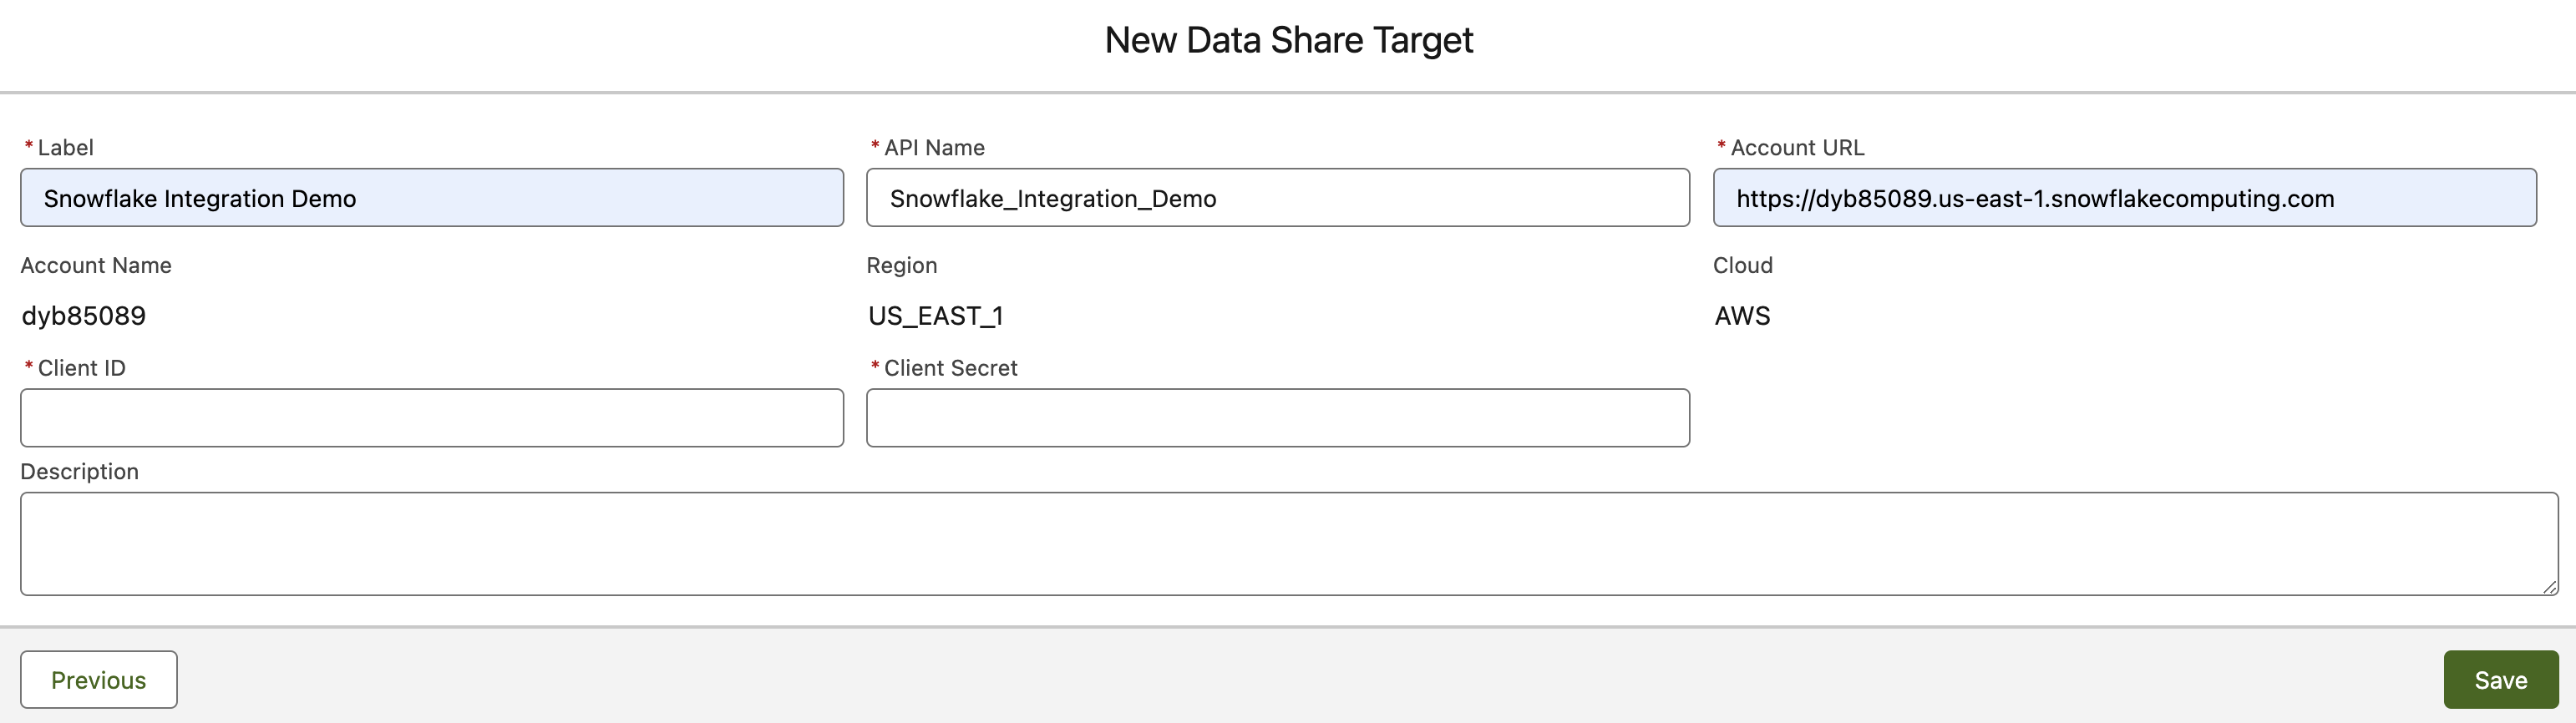 New Data Share Target
* Label
* API Name
* Account URL
Snowflake Integration Demo
Snowflake_Integration_Demo
https://dyb85089.us-east-1.snowflakecomputing.com
Account Name
Region
Cloud
dyb85089
US_EAST_1
AWS
* Client ID
* Client Secret
Description
Previous
Save